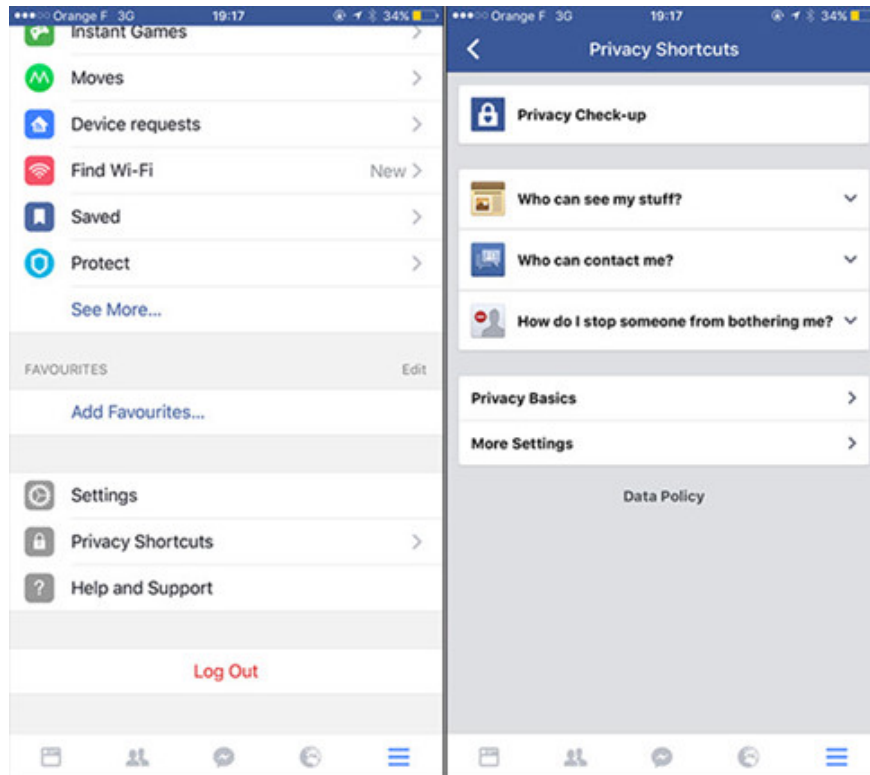 Orange F 3G 19:17 34%
Instant Games
Moves
Device requests
Find Wi-Fi New
Saved
Protect
See More...
FAVOURITES Edit
Add Favourites...
Settings
Privacy Shortcuts
? Help and Support
Log Out
Orange F 3G 19:17 34%
Privacy Shortcuts
Privacy Check-up
Who can see my stuff?
Who can contact me?
How do I stop someone from bothering me?
Privacy Basics
More Settings
Data Policy